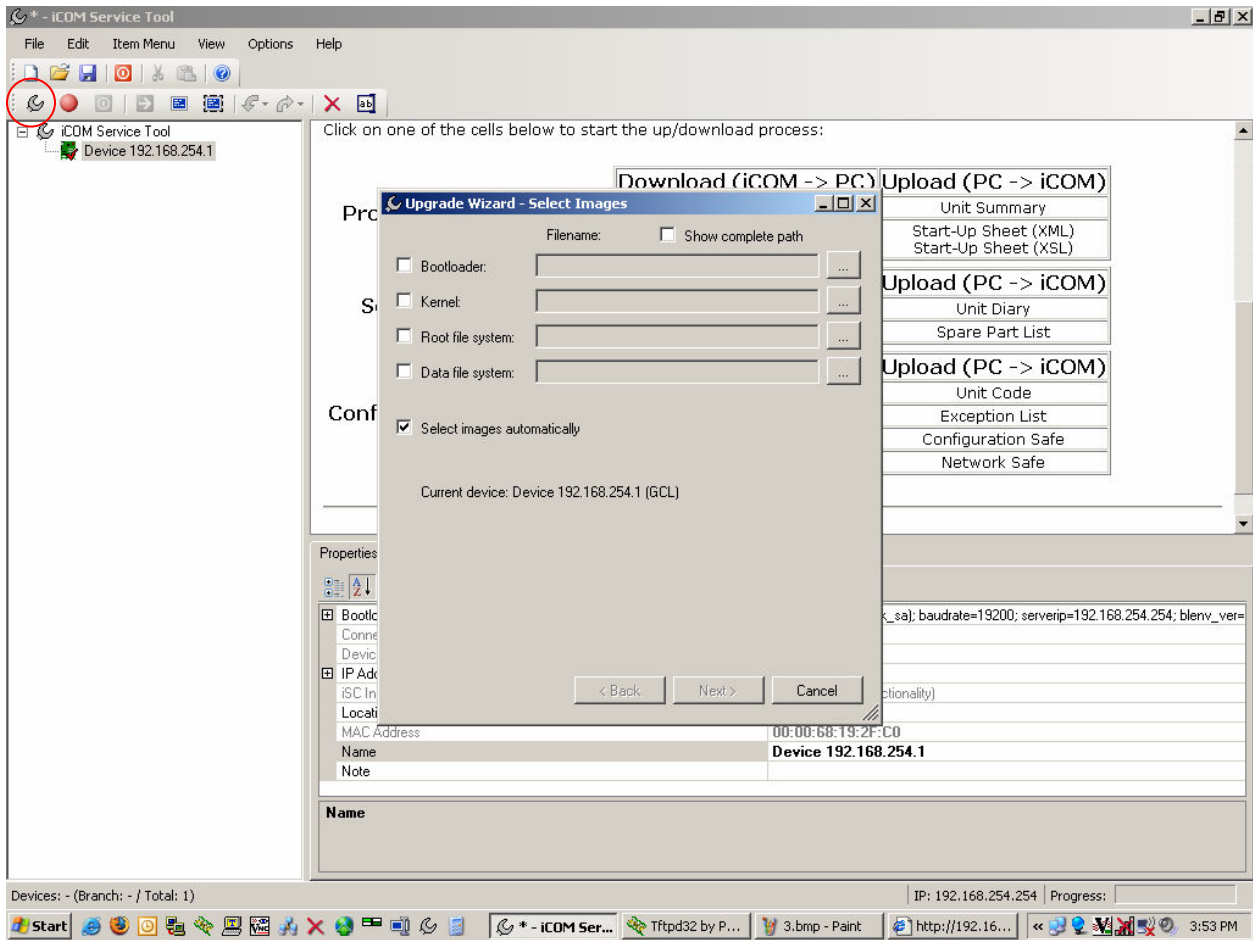 * - iCOM Service Tool
File Edit Item Menu View Options Help
iCOM Service Tool
Device 192.168.254.1
Click on one of the cells below to start the up/download process:
Download (iCOM -> PC) Upload (PC -> iCOM)
Unit Summary
Start-Up Sheet (XML)
Start-Up Sheet (XSL)
Upload (PC -> iCOM)
Unit Diary
Spare Part List
Upload (PC -> iCOM)
Conf
Unit Code
Exception List
Configuration Safe
Network Safe
Upgrade Wizard - Select Images
Filename: Show complete path
Bootloader: ...
Kernel: ...
Root file system: ...
Data file system: ...
Select images automatically
Current device: Device 192.168.254.1 (GCL)
< Back Next > Cancel
Properties
baudrate=19200; serverip=192.168.254.254; blenv_ver=
MAC Address 00:00:68:19:2F:C0
Name Device 192.168.254.1
Note
Name
Devices: - (Branch: - / Total: 1)
IP: 192.168.254.254 Progress:
Start * - iCOM Ser... Tftpd32 by P... 3.bmp - Paint http://192.16... « 3:53 PM